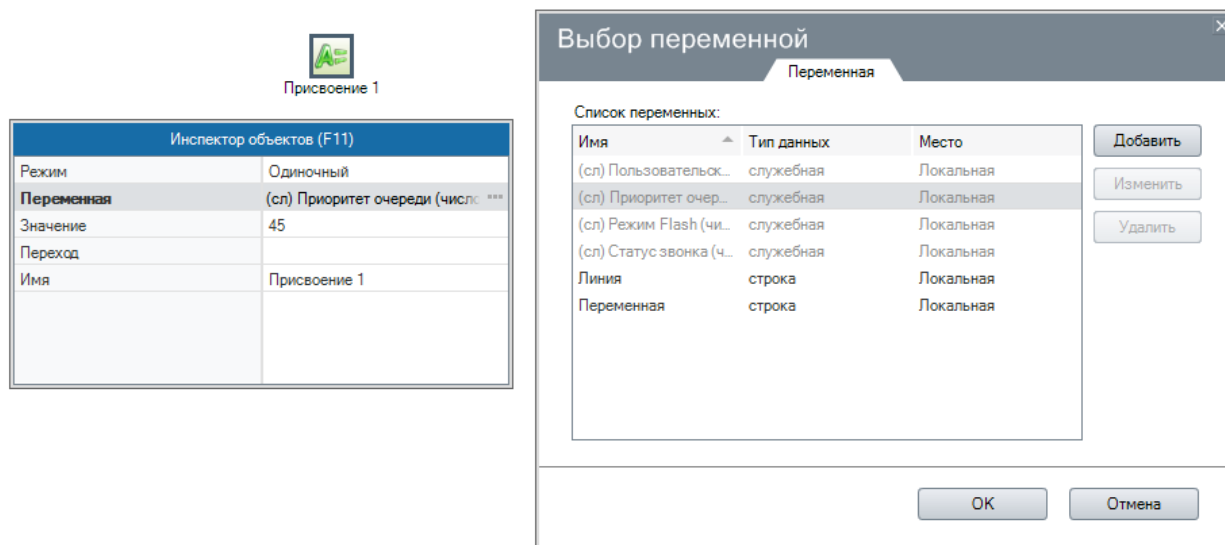 Присвоение 1
Инспектор объектов (F11)
Режим Одиночный
Переменная (сл) Приоритет очереди (числ
Значение 45
Переход
Имя Присвоение 1
Выбор переменной
Переменная
Список переменных:
Имя Тип данных Место
(сл) Пользовательск... служебная Локальная
(сл) Приоритет очер... служебная Локальная
(сл) Режим Flash (чи... служебная Локальная
(сл) Статус звонка (ч... служебная Локальная
Линия строка Локальная
Переменная строка Локальная
Добавить
Изменить
Удалить
OK Отмена